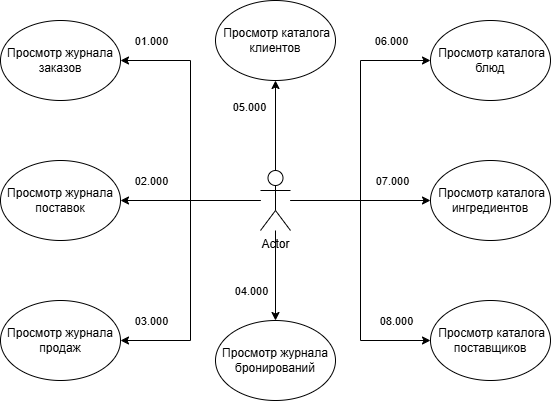 01.000
Просмотр журнала
заказов
Просмотр каталога
клиентов
05.000
06.000
Просмотр каталога
блюд
02.000
Просмотр журнала
поставок
Actor
07.000
Просмотр каталога
ингредиентов
03.000
Просмотр журнала
продаж
04.000
Просмотр журнала
бронирований
08.000
Просмотр каталога
поставщиков